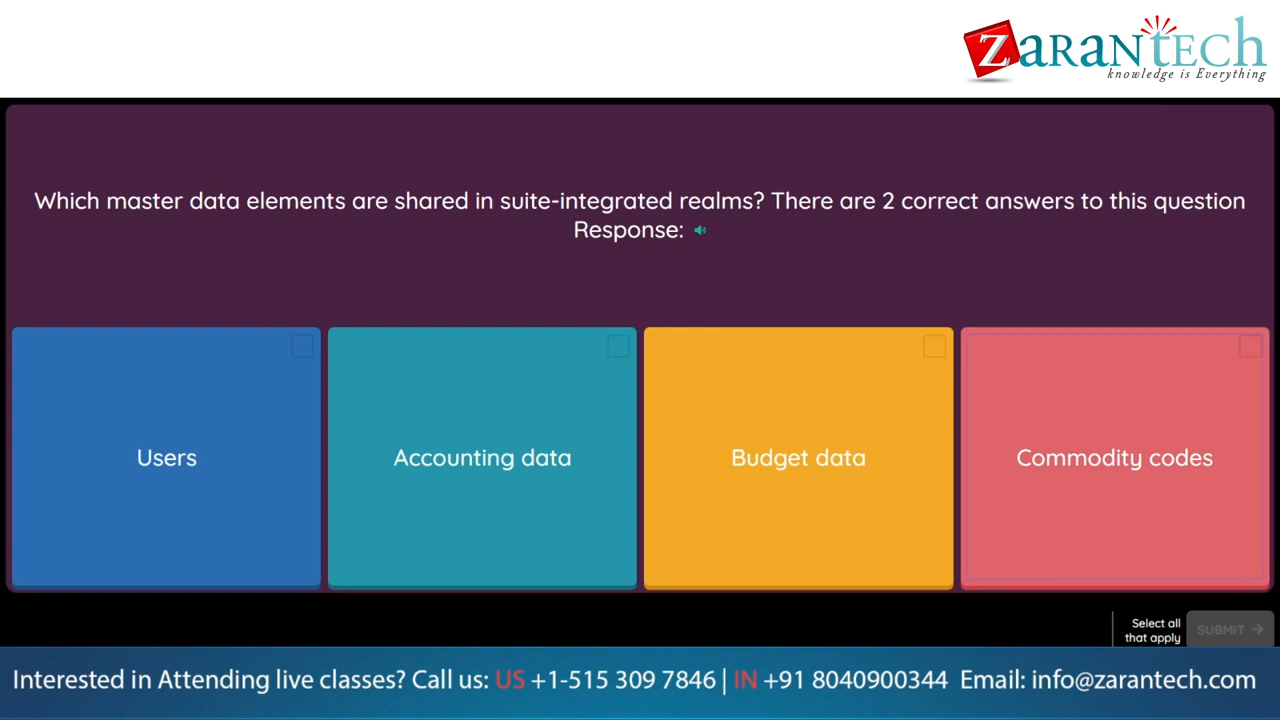 ZARANTECH
knowledge is Everything
Which master data elements are shared in suite-integrated realms? There are 2 correct answers to this question
Response:
Users
Accounting data
Budget data
Commodity codes
Select all
that apply
SUBMIT
Interested in Attending live classes? Call us: US +1-515 309 7846 | IN +91 8040900344 Email: info@zarantech.com